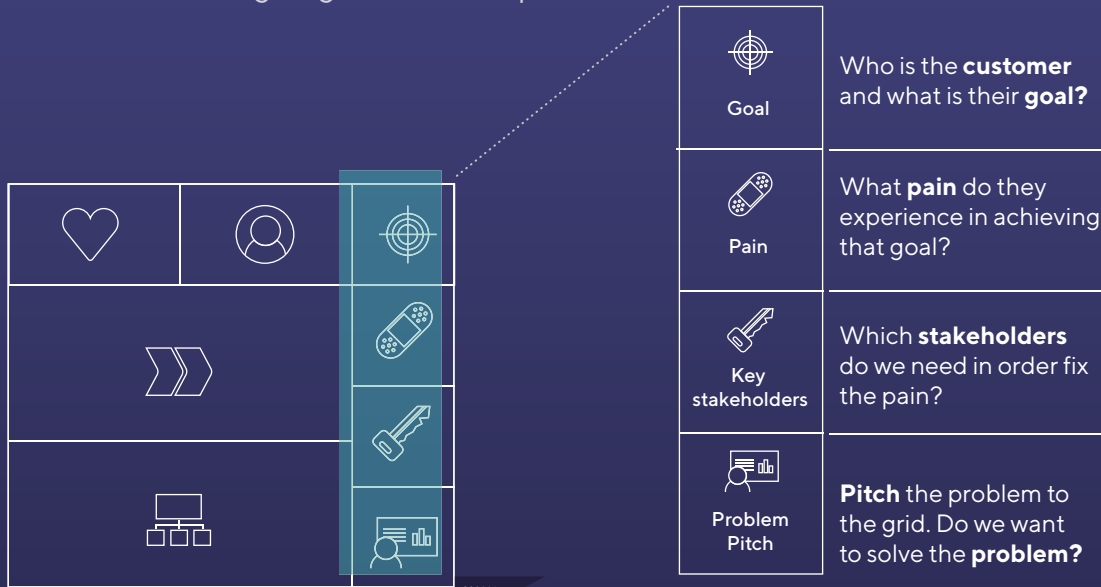 Goal
Who is the customer
and what is their goal?
Pain
What pain do they
experience in achieving
that goal?
Key
stakeholders
Which stakeholders
do we need in order fix
the pain?
Problem
Pitch
Pitch the problem to
the grid. Do we want
to solve the problem?